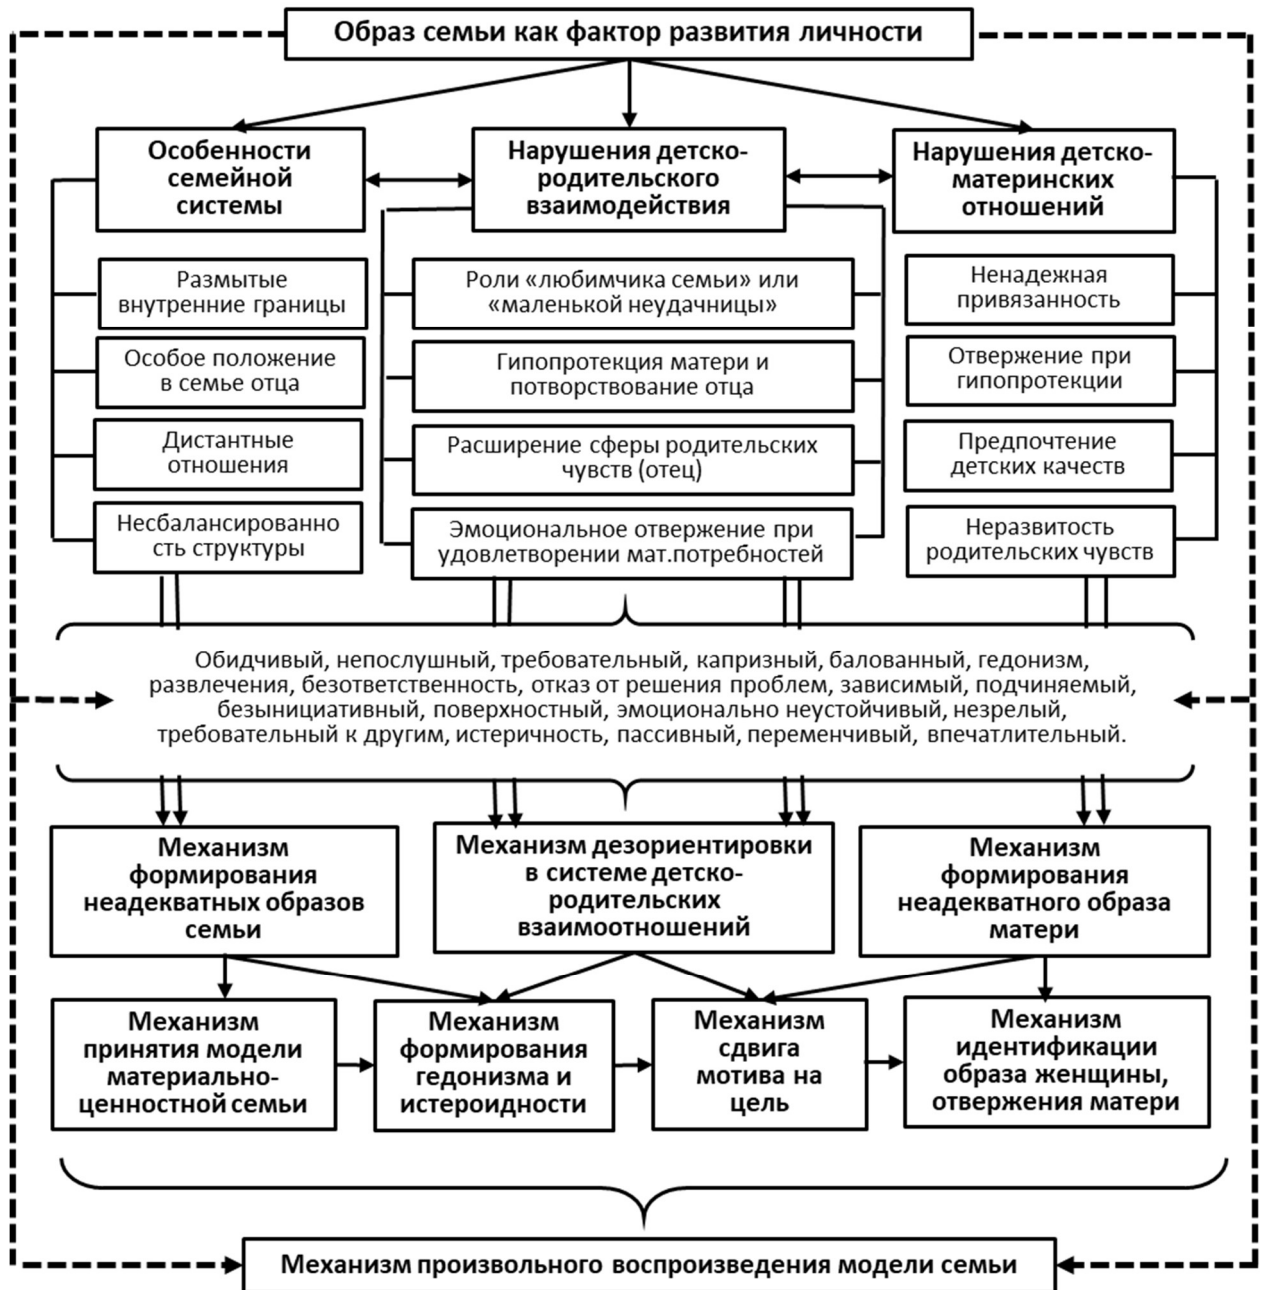 Образ семьи как фактор развития личности
Особенности
семейной
системы
Нарушения детско-
родительского
взаимодействия
Нарушения детско-
материнских
отношений
Размытые
внутренние границы
Особое положение
в семье отца
Дистантные
отношения
Несбалансированно
сть структуры
Роли «любимчика семьи» или
«маленькой неудачницы»
Гипопротекция матери и
потворствование отца
Расширение сферы родительских
чувств (отец)
Эмоциональное отвержение при
удовлетворении мат.потребностей
Ненадежная
привязанность
Отвержение при
гипопротекции
Предпочтение
детских качеств
Неразвитость
родительских чувств
Обидчивый, непослушный, требовательный, капризный, балованный, гедонизм,
развлечения, безответственность, отказ от решения проблем, зависимый, подчиняемый,
безынициативный, поверхностный, эмоционально неустойчивый, незрелый,
требовательный к другим, истеричность, пассивный, переменчивый, впечатлительный.
Механизм
формирования
неадекватных образов
семьи
Механизм дезориентировки
в системе детско-
родительских
взаимоотношений
Механизм
формирования
неадекватного образа
матери
Механизм
принятия модели
материально-
ценностной семьи
Механизм
формирования
гедонизма и
истероидности
Механизм
сдвига
мотива на
цель
Механизм
идентификации
образа женщины,
отвержения матери
Механизм произвольного воспроизведения модели семьи